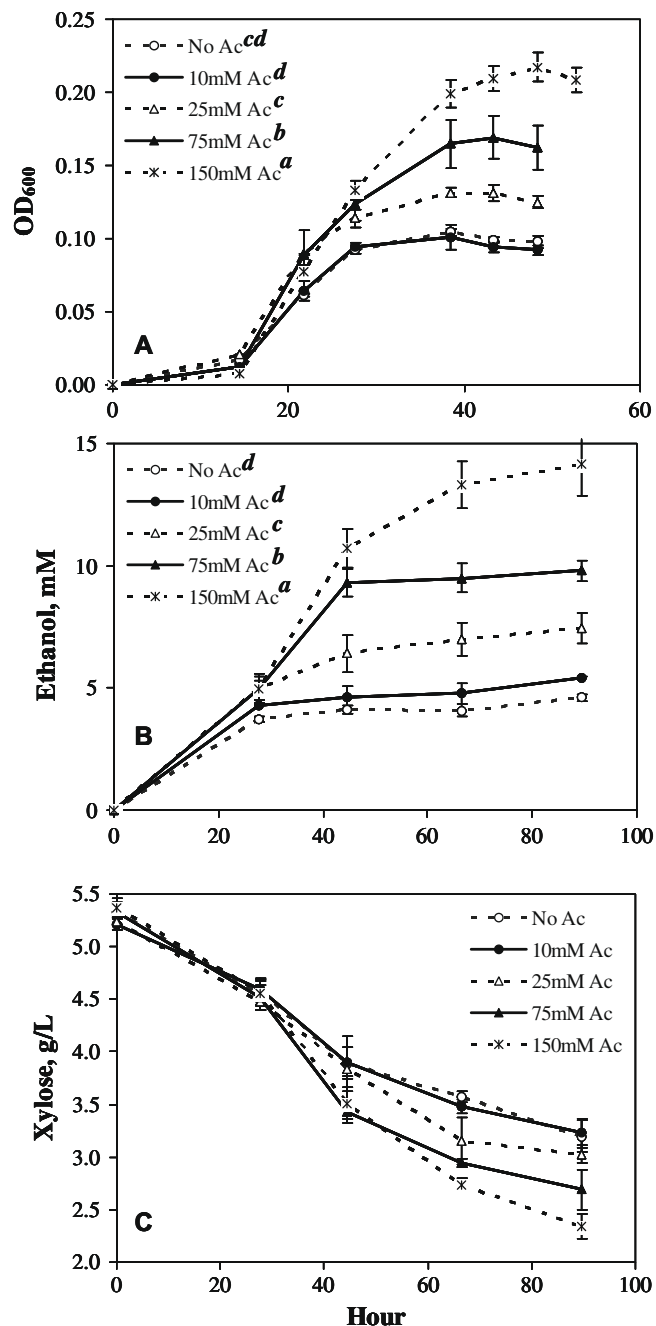 0.25
0.20
0.15
0.10
0.05
0.00
OD600
No Ac cd
10mM Ac d
25mM Ac c
75mM Ac b
150mM Ac a
A
0 20 40 60
15
10
5
0
Ethanol, mM
No Ac d
10mM Ac d
25mM Ac c
75mM Ac b
150mM Ac a
B
0 20 40 60 80 100
5.5
5.0
4.5
4.0
3.5
3.0
2.5
2.0
Xylose, g/L
No Ac
10mM Ac
25mM Ac
75mM Ac
150mM Ac
C
0 20 40 60 80 100
Hour